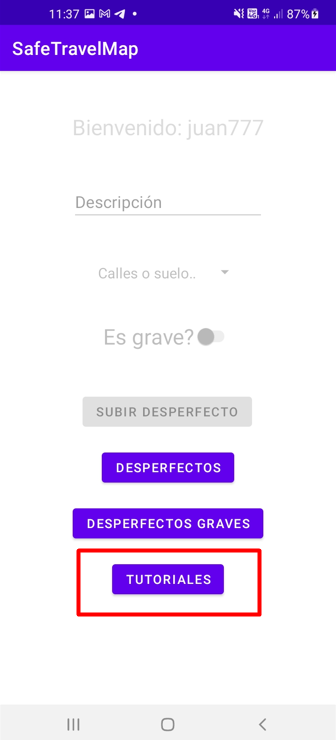 11:37 87%
SafeTravelMap
Bienvenido: juan777
Descripción
Calles o suelo..
Es grave?
SUBIR DESPERFECTO
DESPERFECTOS
DESPERFECTOS GRAVES
TUTORIALES